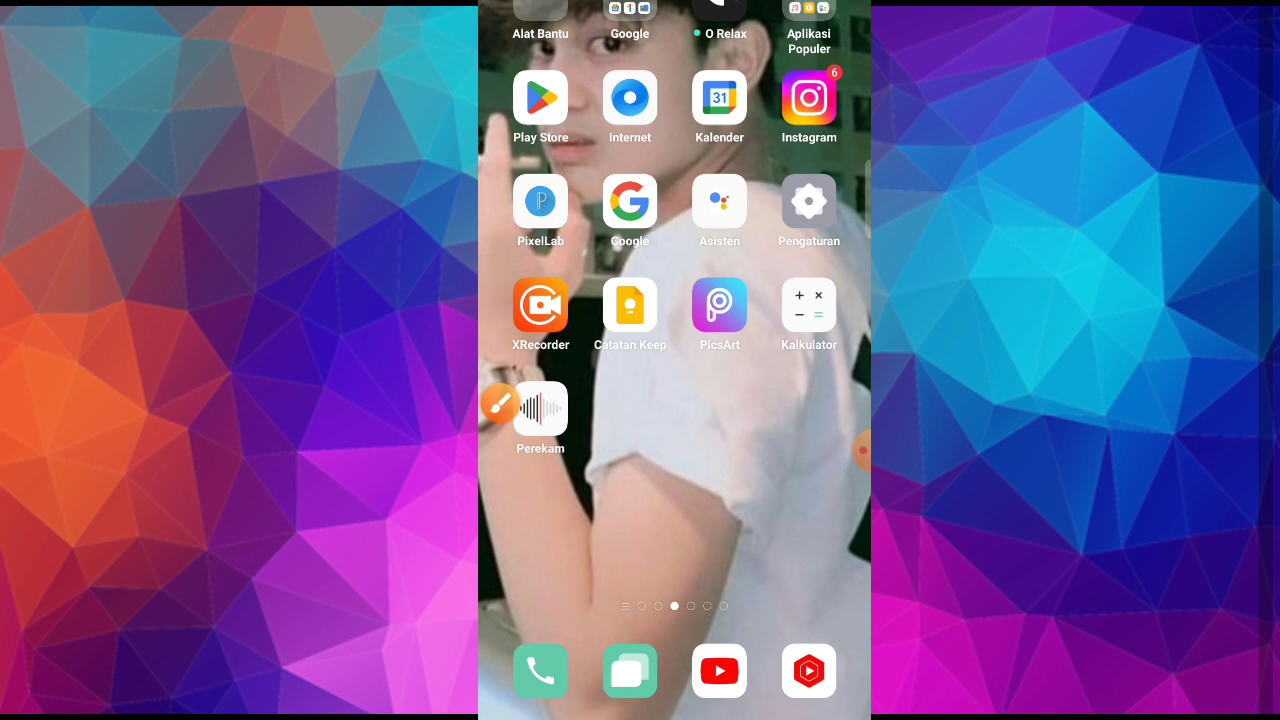 Alat Bantu
Google
O Relax
Aplikasi
Populer
6
31
Play Store
Internet
Kalender
Instagram
PixelLab
Google
Asisten
Pengaturan
XRecorder
Catatan Keep
PicsArt
Kalkulator
Perekam